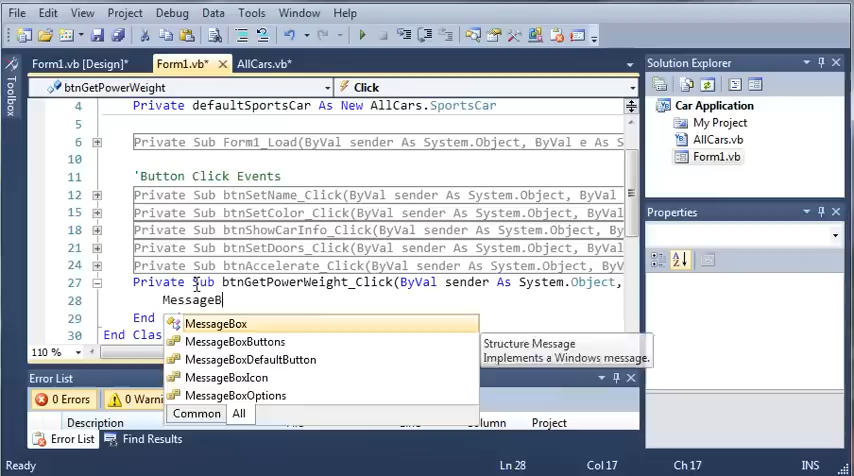 File Edit View Project Debug Data Tools Window Help
Form1.vb [Design]* Form1.vb* AllCars.vb*
btnGetPowerWeight Click
4 Private defaultSportsCar As New AllCars.SportsCar
5
6 Private Sub Form1_Load(ByVal sender As System.Object, ByVal e As S
10
11 'Button Click Events
12 Private Sub btnSetName_Click(ByVal sender As System.Object, ByVal
15 Private Sub btnSetColor_Click(ByVal sender As System.Object, ByV
18 Private Sub btnShowCarInfo_Click(ByVal sender As System.Object,
21 Private Sub btnSetDoors_Click(ByVal sender As System.Object, ByV
24 Private Sub btnAccelerate_Click(ByVal sender As System.Object,
27 Private Sub btnGetPowerWeight_Click(ByVal sender As System.Object,
28 MessageB
29 End
30 End Clas
MessageBox
MessageBoxButtons
MessageBoxDefaultButton
MessageBoxIcon
MessageBoxOptions
Common All
Structure Message
Implements a Windows message.
110 %
Toolbox
Error List
0 Errors 0 Warni
Description Line Column Project
Error List Find Results
Solution Explorer
Car Application
My Project
AllCars.vb
Form1.vb
Properties
Ln 28 Col 17 Ch 17 INS